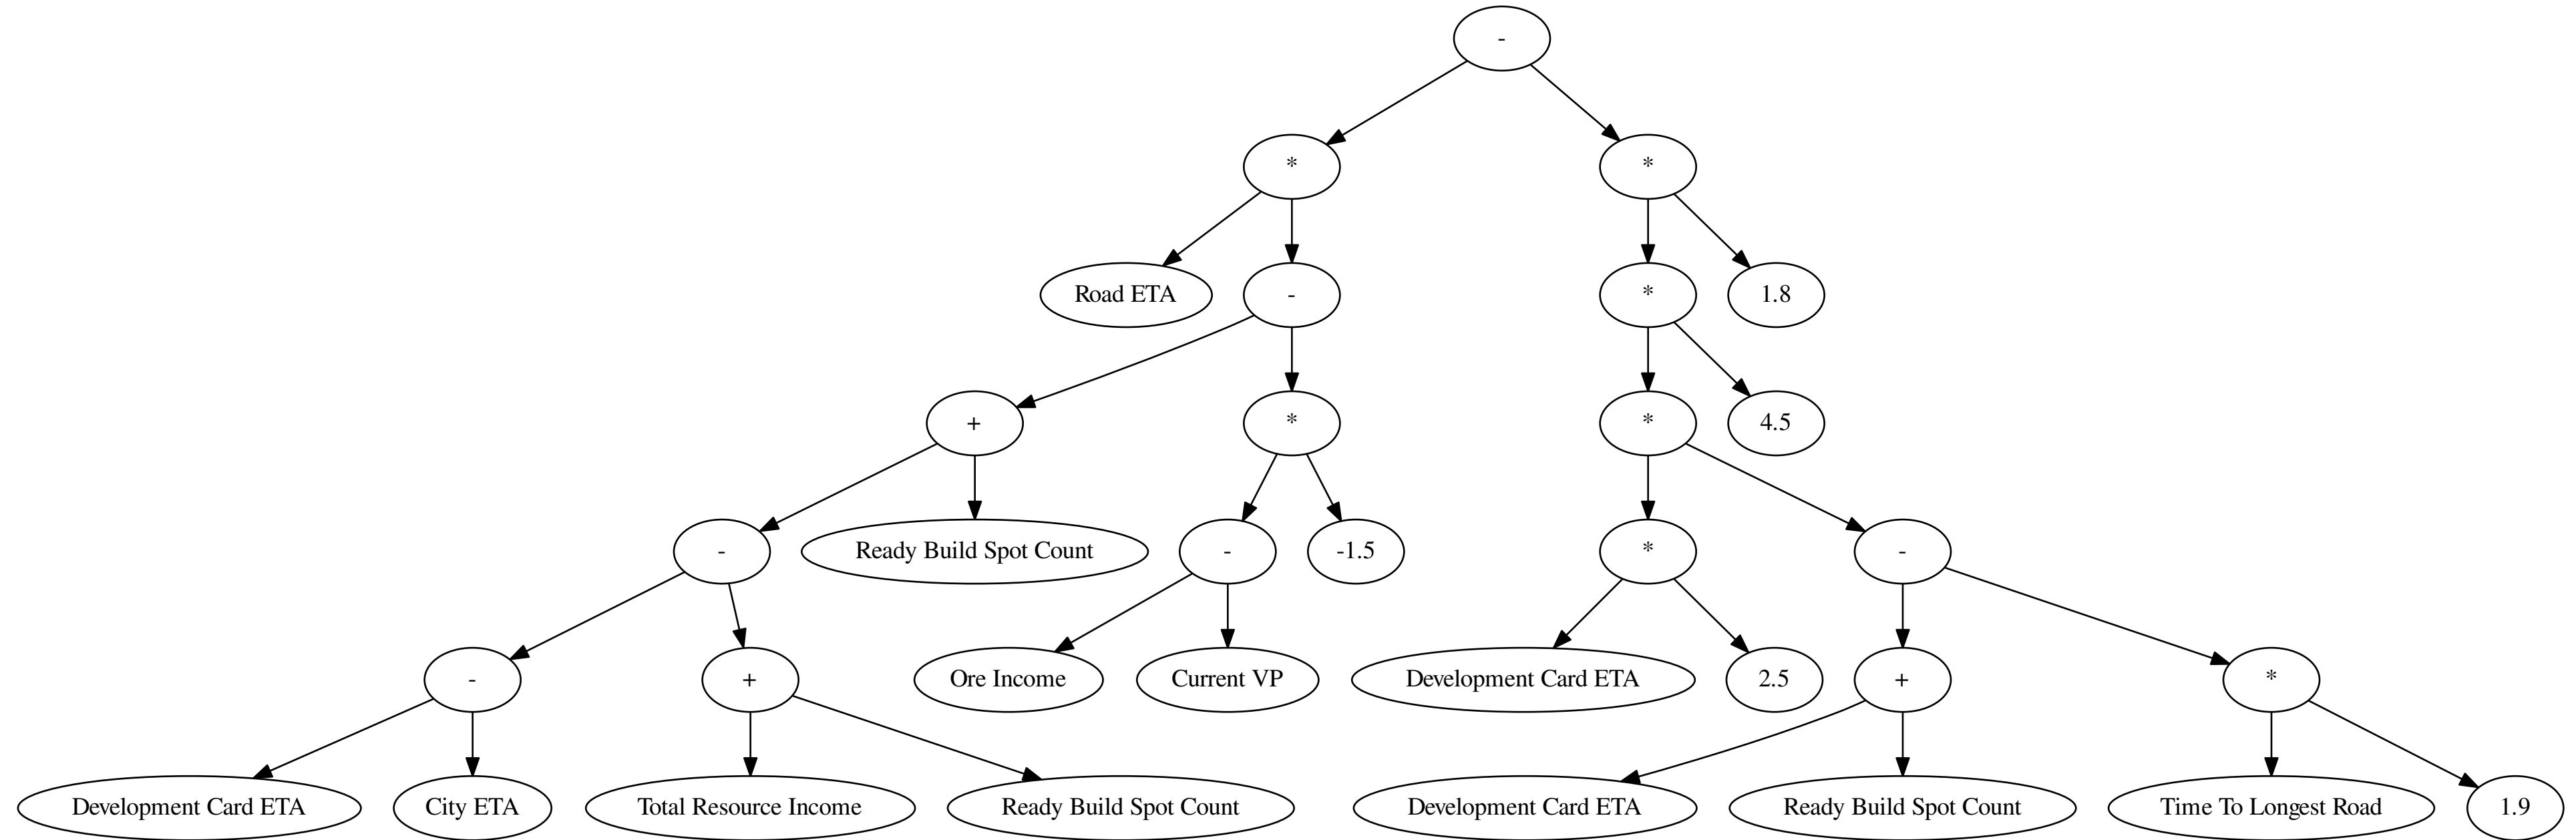 -
*
*
Road ETA
-
*
1.8
+
*
*
4.5
-
Ready Build Spot Count
-
-1.5
*
-
-
+
Ore Income
Current VP
Development Card ETA
2.5
+
*
Development Card ETA
City ETA
Total Resource Income
Ready Build Spot Count
Development Card ETA
Ready Build Spot Count
Time To Longest Road
1.9